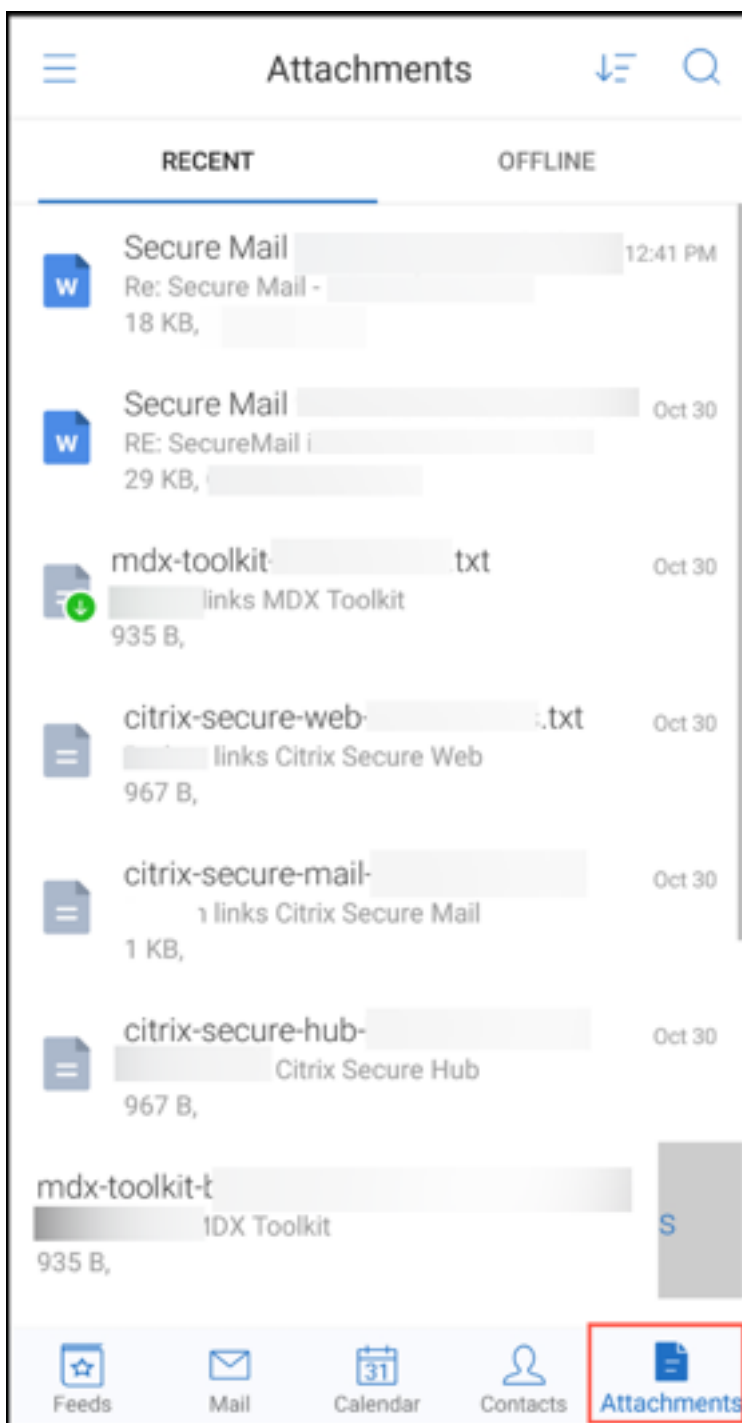 Attachments
RECENT OFFLINE
Secure Mail 12:41 PM
Re: Secure Mail -
18 KB,
Secure Mail Oct 30
RE: SecureMail i
29 KB,
mdx-toolkit- .txt Oct 30
links MDX Toolkit
935 B,
citrix-secure-web- .txt Oct 30
links Citrix Secure Web
967 B,
citrix-secure-mail- Oct 30
links Citrix Secure Mail
1 KB,
citrix-secure-hub- Oct 30
Citrix Secure Hub
967 B,
mdx-toolkit-b
MDX Toolkit S
935 B,
31
Feeds Mail Calendar Contacts Attachments